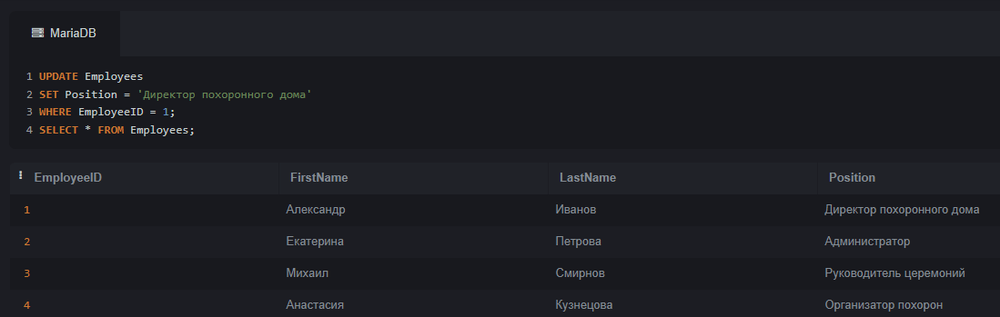 MariaDB
1 UPDATE Employees
2 SET Position = 'Директор похоронного дома'
3 WHERE EmployeeID = 1;
4 SELECT * FROM Employees;
EmployeeID FirstName LastName Position
1 Александр Иванов Директор похоронного дома
2 Екатерина Петрова Администратор
3 Михаил Смирнов Руководитель церемоний
4 Анастасия Кузнецова Организатор похорон